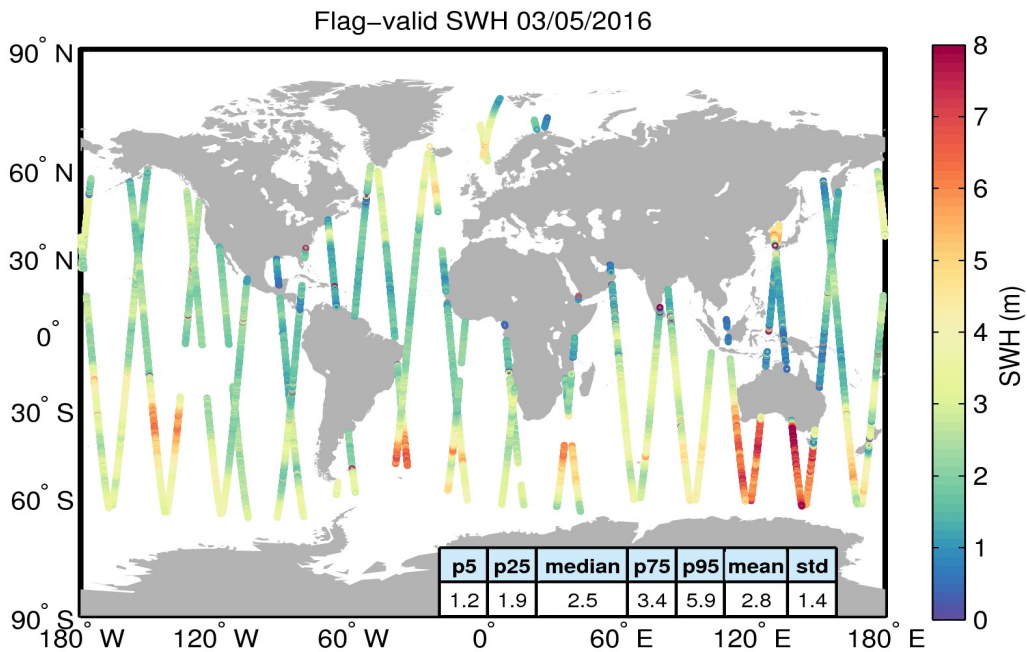 Flag−valid SWH 03/05/2016
90° N
60° N
30° N
0°
30° S
60° S
90° S
180° W
120° W
60° W
0°
60° E
120° E
180° E
p5 p25 median p75 p95 mean std
1.2 1.9 2.5 3.4 5.9 2.8 1.4
8
7
6
5
4
3
2
1
0
SWH (m)